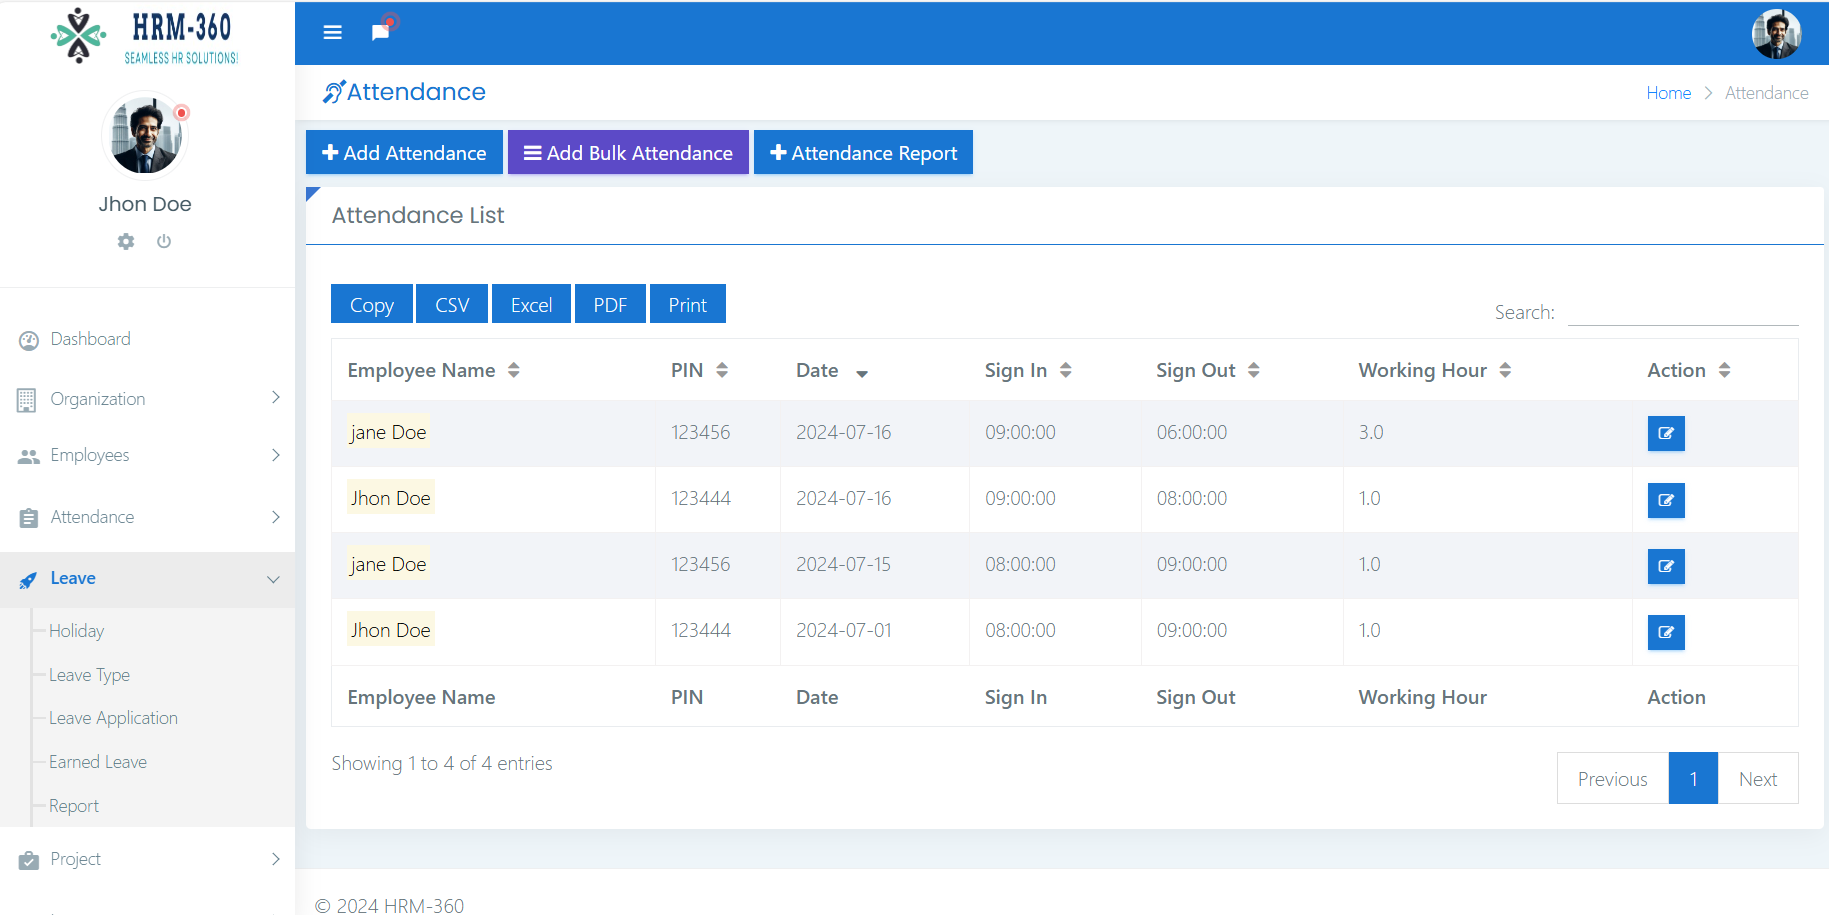 HRM-360
SEAMLESS HR SOLUTIONS!
Jhon Doe
Dashboard
Organization
Employees
Attendance
Leave
Holiday
Leave Type
Leave Application
Earned Leave
Report
Project
Attendance
Home > Attendance
Add Attendance Add Bulk Attendance Attendance Report
Attendance List
Copy CSV Excel PDF Print
Search:
Employee Name PIN Date Sign In Sign Out Working Hour Action
jane Doe 123456 2024-07-16 09:00:00 06:00:00 3.0
Jhon Doe 123444 2024-07-16 09:00:00 08:00:00 1.0
jane Doe 123456 2024-07-15 08:00:00 09:00:00 1.0
Jhon Doe 123444 2024-07-01 08:00:00 09:00:00 1.0
Employee Name PIN Date Sign In Sign Out Working Hour Action
Showing 1 to 4 of 4 entries
Previous 1 Next
© 2024 HRM-360